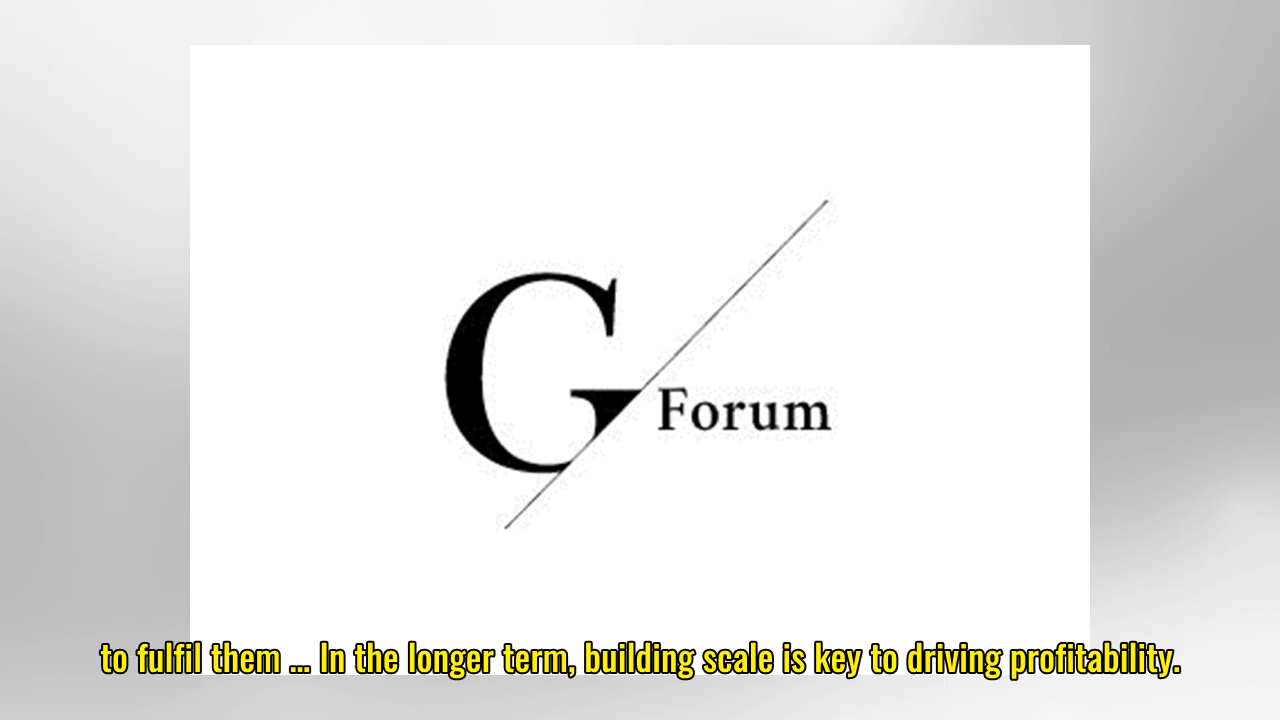 G
Forum
to fulfil them ... In the longer term, building scale is key to driving profitability.